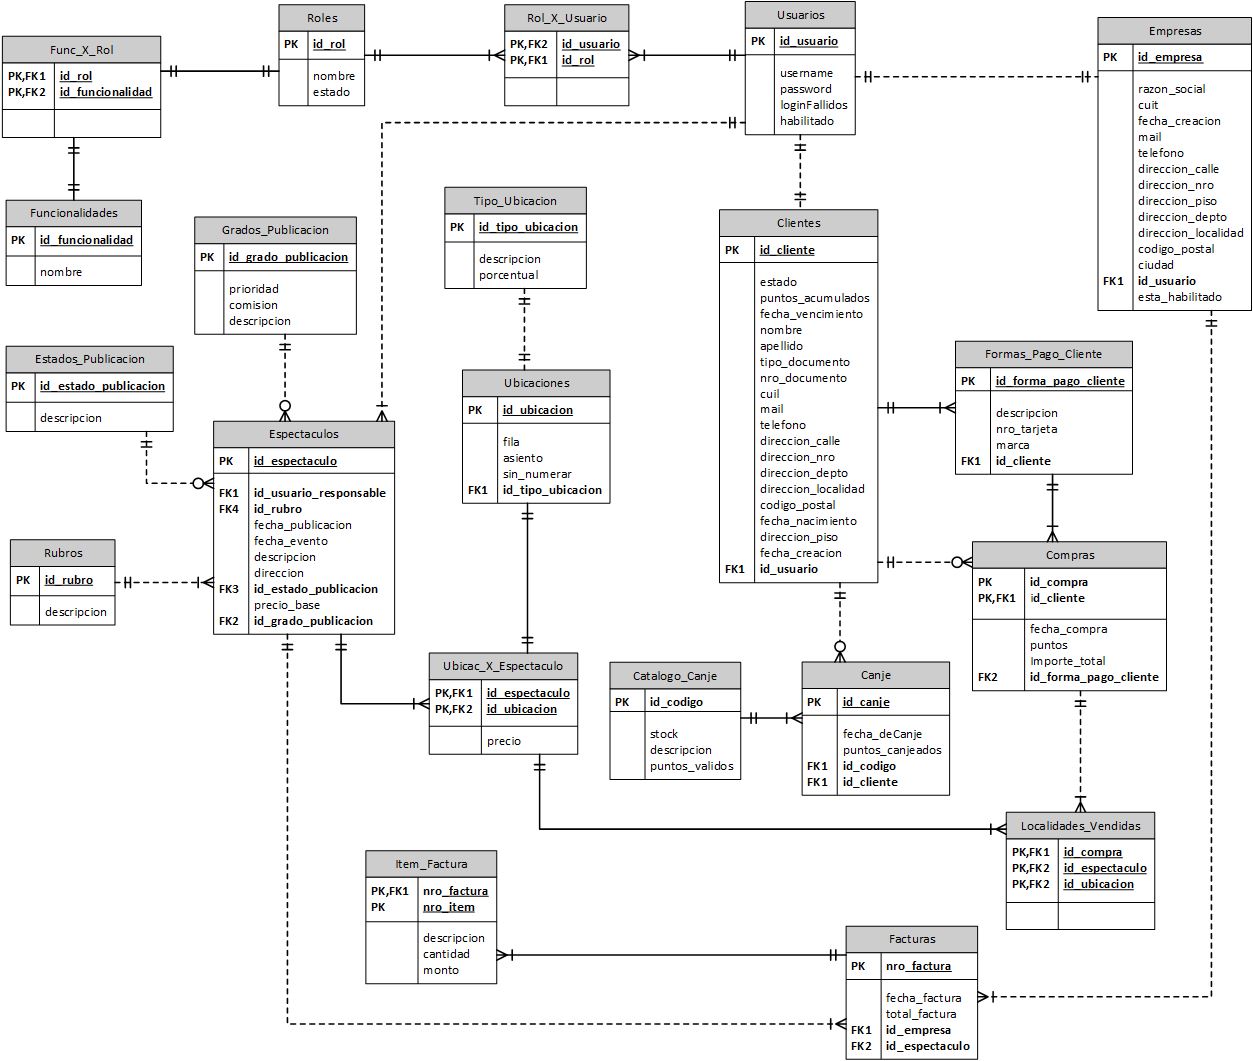 Func_X_Rol
PK,FK1 id_rol
PK,FK2 id_funcionalidad
Roles
PK id_rol
nombre
estado
Rol_X_Usuario
PK,FK2 id_usuario
PK,FK1 id_rol
Usuarios
PK id_usuario
username
password
loginFallidos
habilitado
Empresas
PK id_empresa
razon_social
cuit
fecha_creacion
mail
telefono
direccion_calle
direccion_nro
direccion_piso
direccion_depto
direccion_localidad
codigo_postal
ciudad
FK1 id_usuario
esta_habilitado
Funcionalidades
PK id_funcionalidad
nombre
Grados_Publicacion
PK id_grado_publicacion
prioridad
comision
descripcion
Tipo_Ubicacion
PK id_tipo_ubicacion
descripcion
porcentual
Clientes
PK id_cliente
estado
puntos_acumulados
fecha_vencimiento
nombre
apellido
tipo_documento
nro_documento
cuil
mail
telefono
direccion_calle
direccion_nro
direccion_depto
direccion_localidad
codigo_postal
fecha_nacimiento
direccion_piso
fecha_creacion
FK1 id_usuario
Estados_Publicacion
PK id_estado_publicacion
descripcion
Ubicaciones
PK id_ubicacion
fila
asiento
sin_numerar
FK1 id_tipo_ubicacion
Formas_Pago_Cliente
PK id_forma_pago_cliente
descripcion
nro_tarjeta
marca
FK1 id_cliente
Espectaculos
PK id_espectaculo
FK1 id_usuario_responsable
FK4 id_rubro
fecha_publicacion
fecha_evento
descripcion
direccion
FK3 id_estado_publicacion
precio_base
FK2 id_grado_publicacion
Rubros
PK id_rubro
descripcion
Compras
PK id_compra
PK,FK1 id_cliente
fecha_compra
puntos
Importe_total
FK2 id_forma_pago_cliente
Ubicac_X_Espectaculo
PK,FK1 id_espectaculo
PK,FK2 id_ubicacion
precio
Catalogo_Canje
PK id_codigo
stock
descripcion
puntos_validos
Canje
PK id_canje
fecha_deCanje
puntos_canjeados
FK1 id_codigo
FK1 id_cliente
Localidades_Vendidas
PK,FK1 id_compra
PK,FK2 id_espectaculo
PK,FK2 id_ubicacion
Item_Factura
PK,FK1 nro_factura
PK nro_item
descripcion
cantidad
monto
Facturas
PK nro_factura
fecha_factura
total_factura
FK1 id_empresa
FK2 id_espectaculo